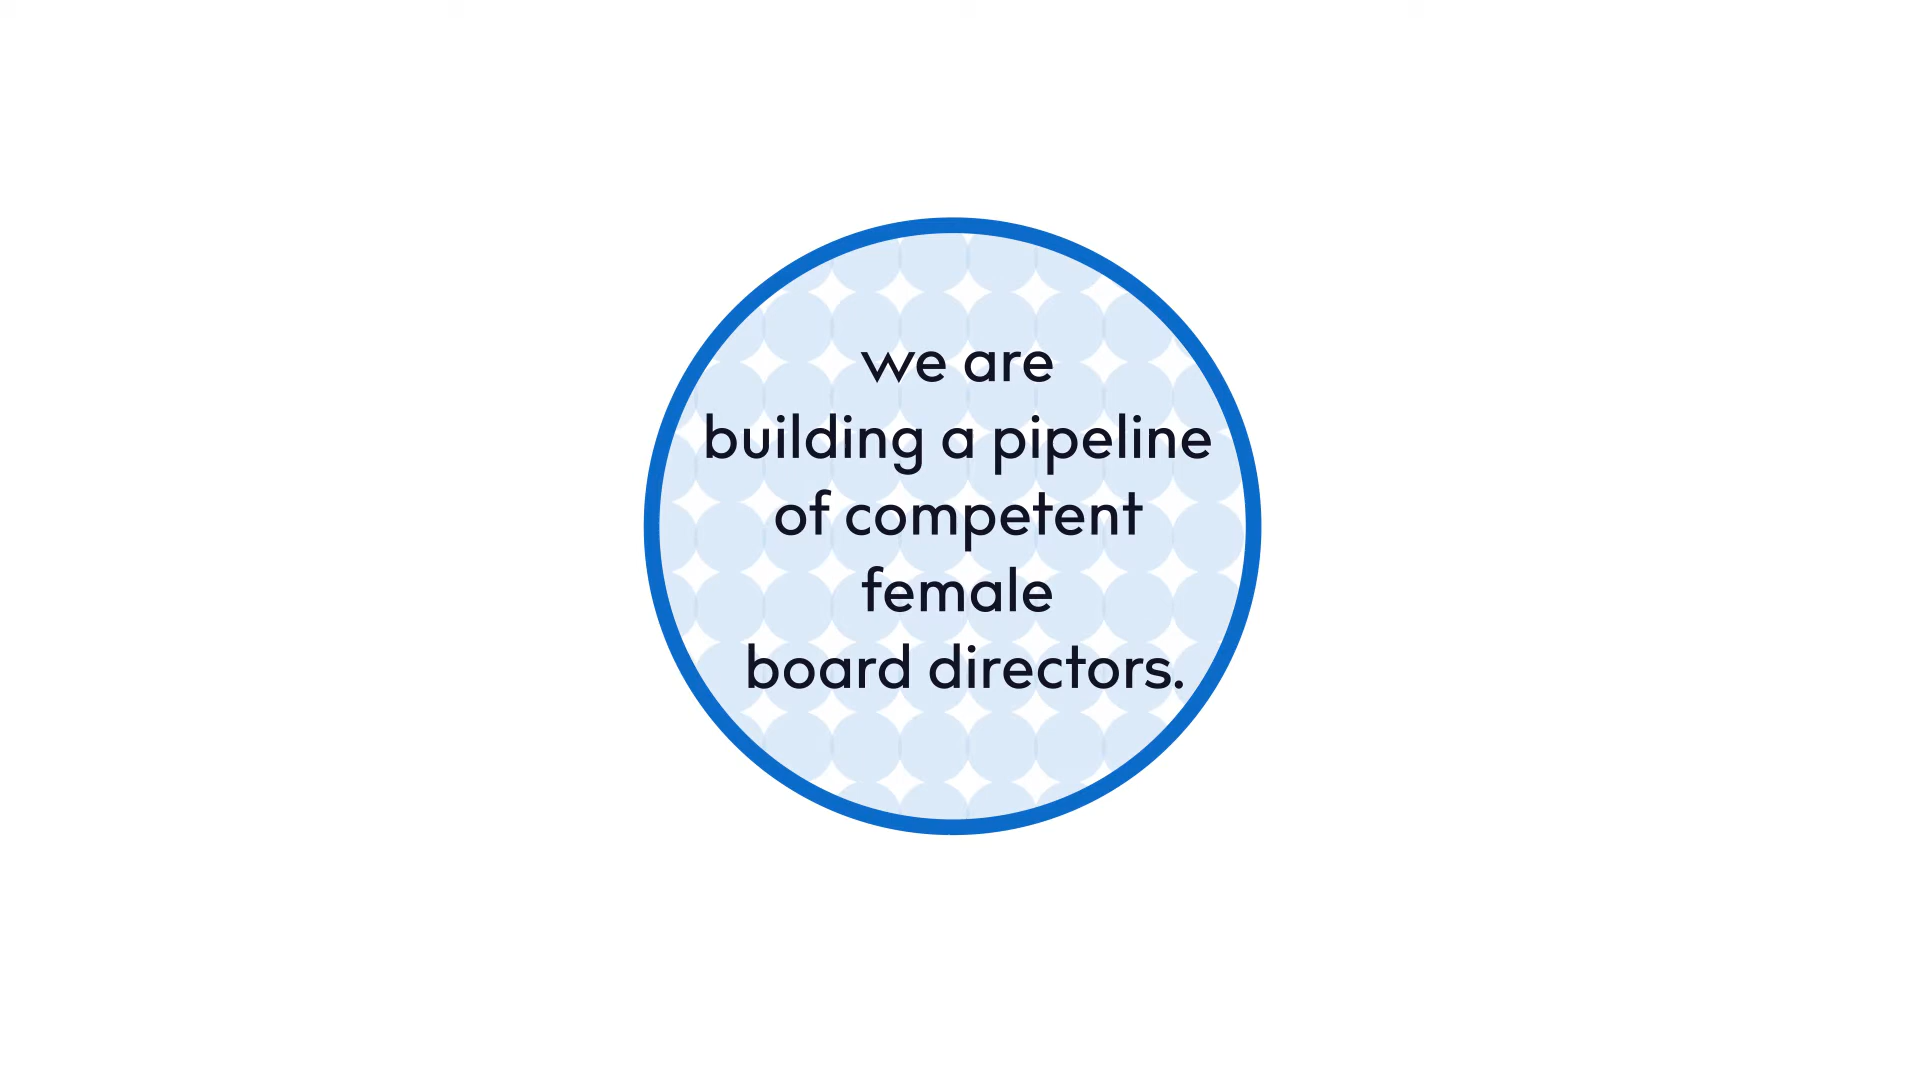 we are
building a pipeline
of competent
female
board directors.